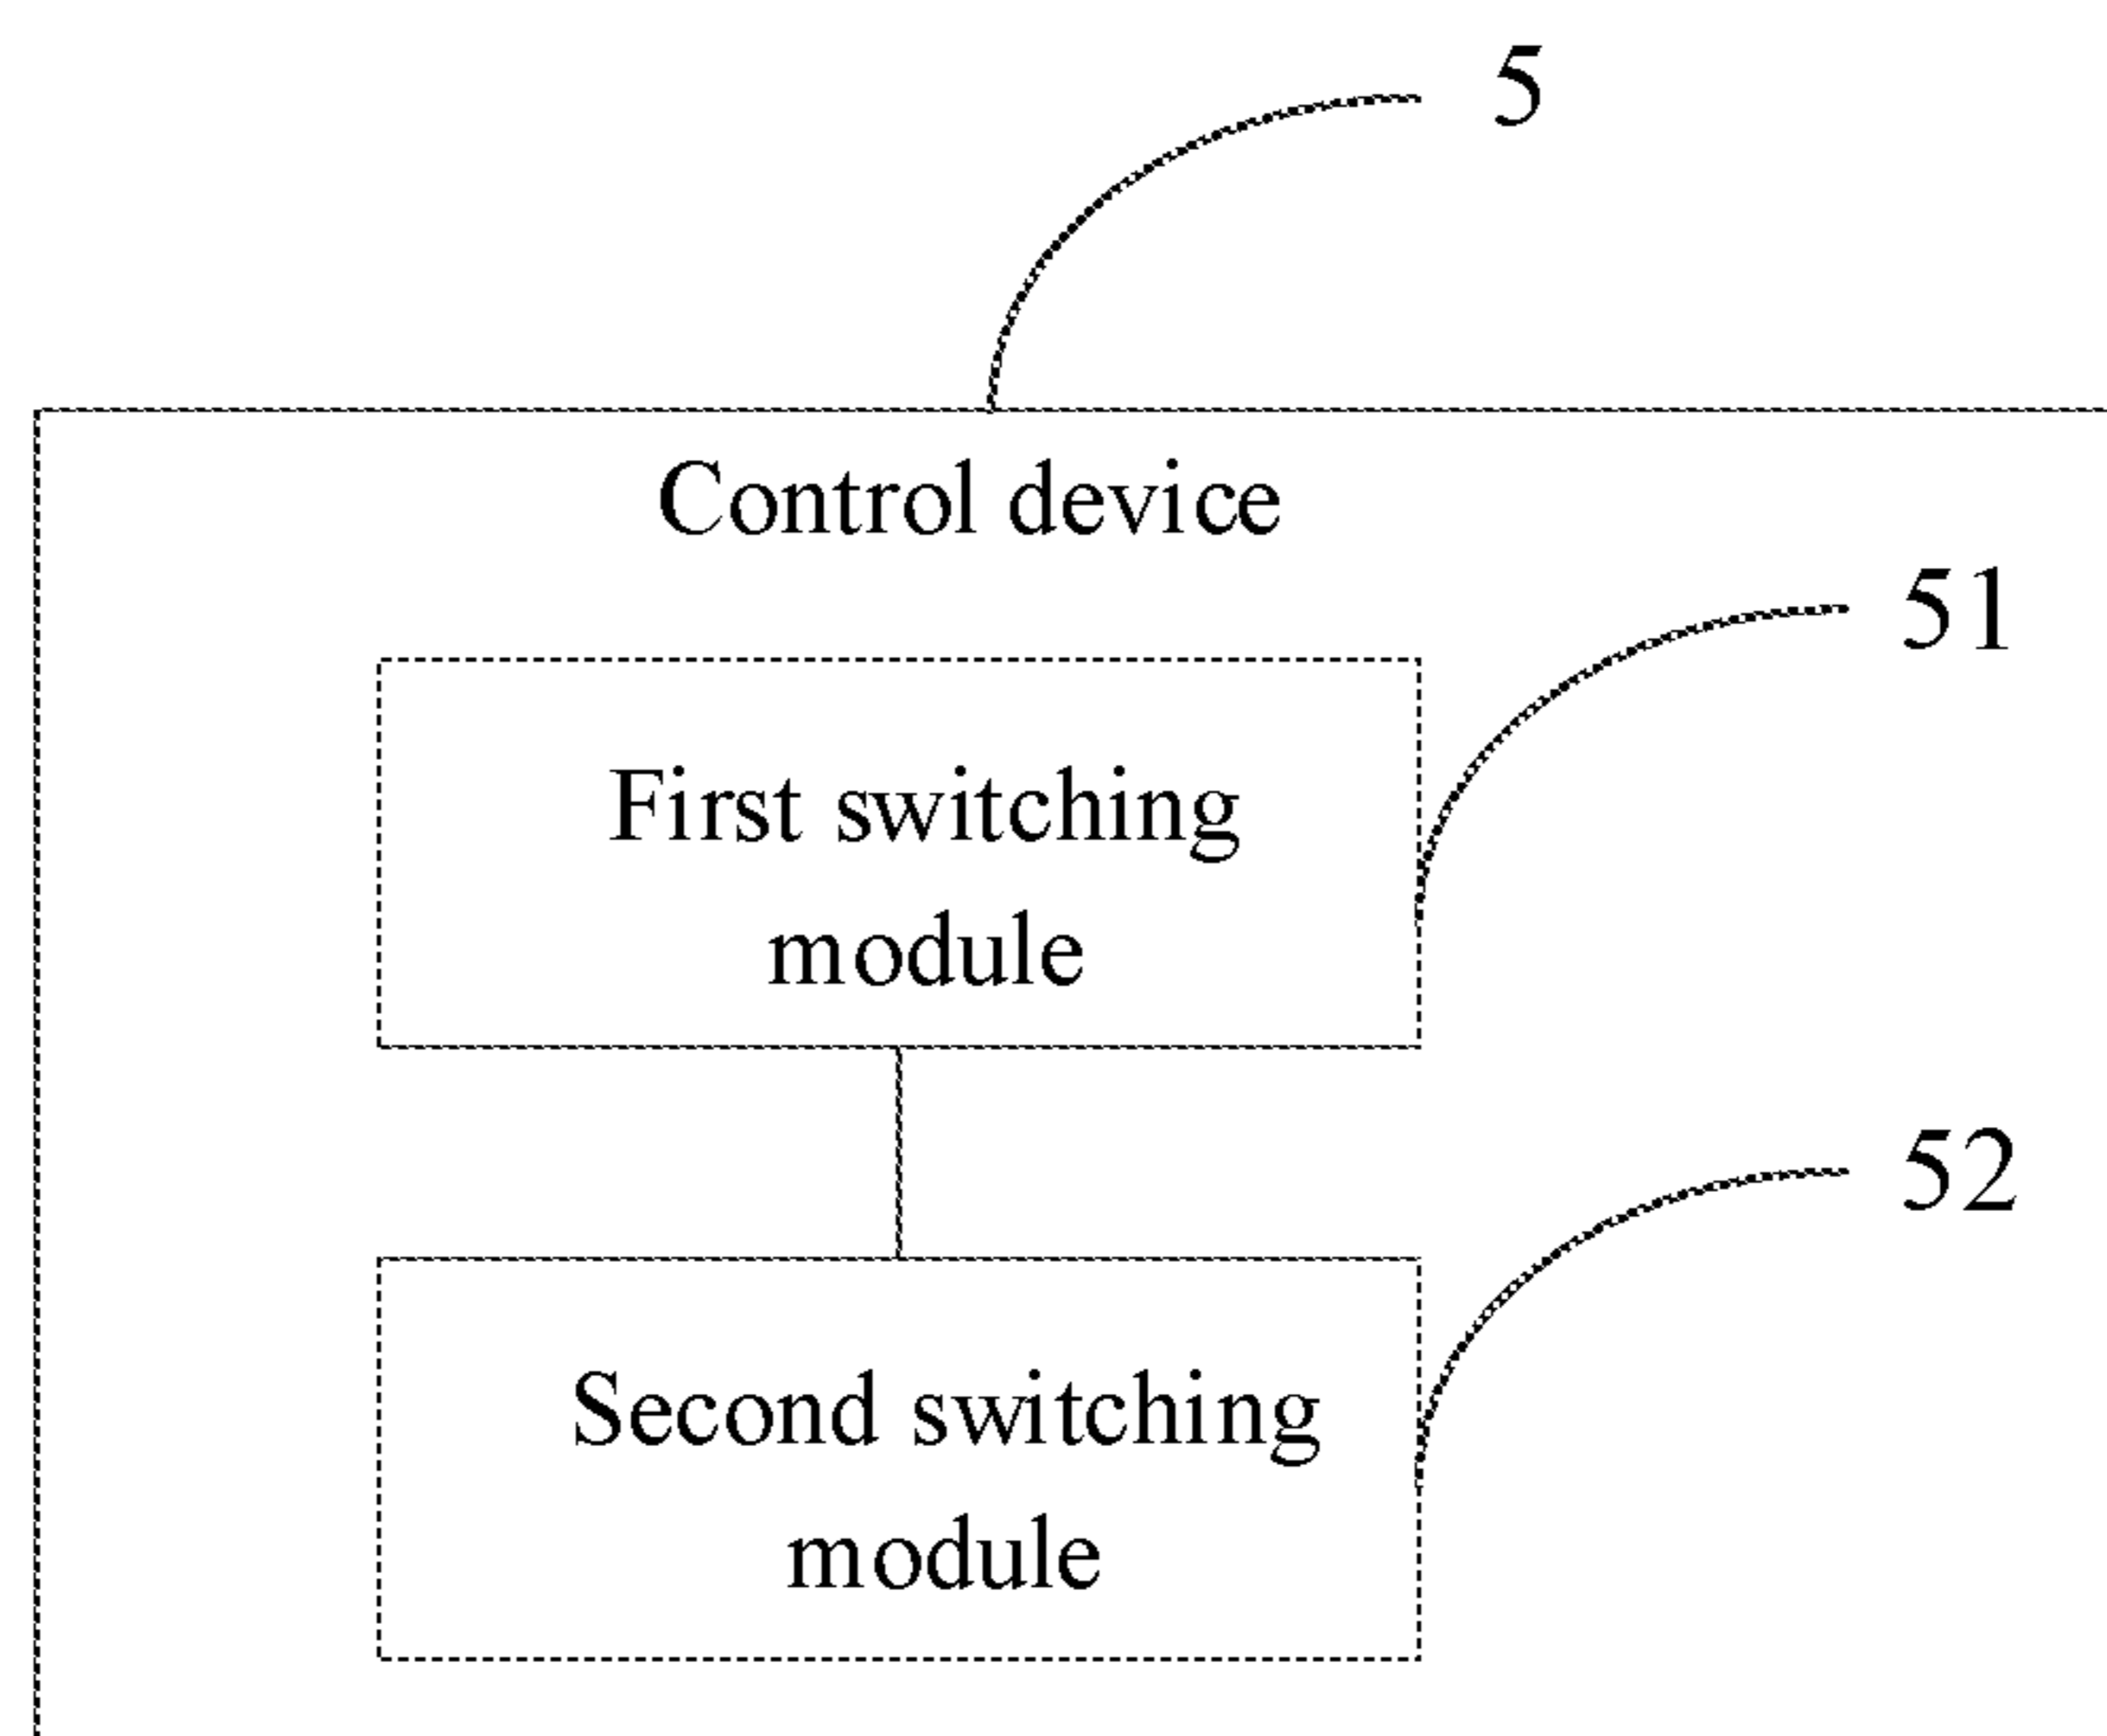 5
Control device
51
First switching
module
52
Second switching
module